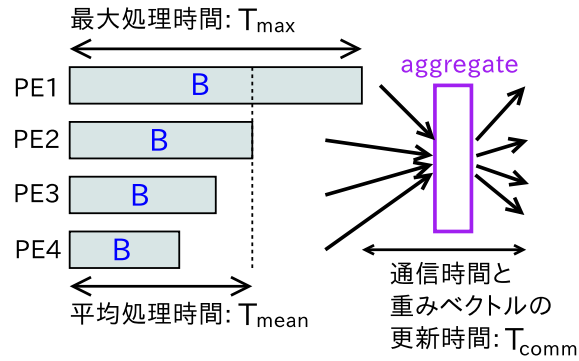 最大処理時間: Tmax
aggregate
PE1 B
PE2 B
PE3 B
PE4 B
平均処理時間: Tmean
通信時間と
重みベクトルの
更新時間: Tcomm